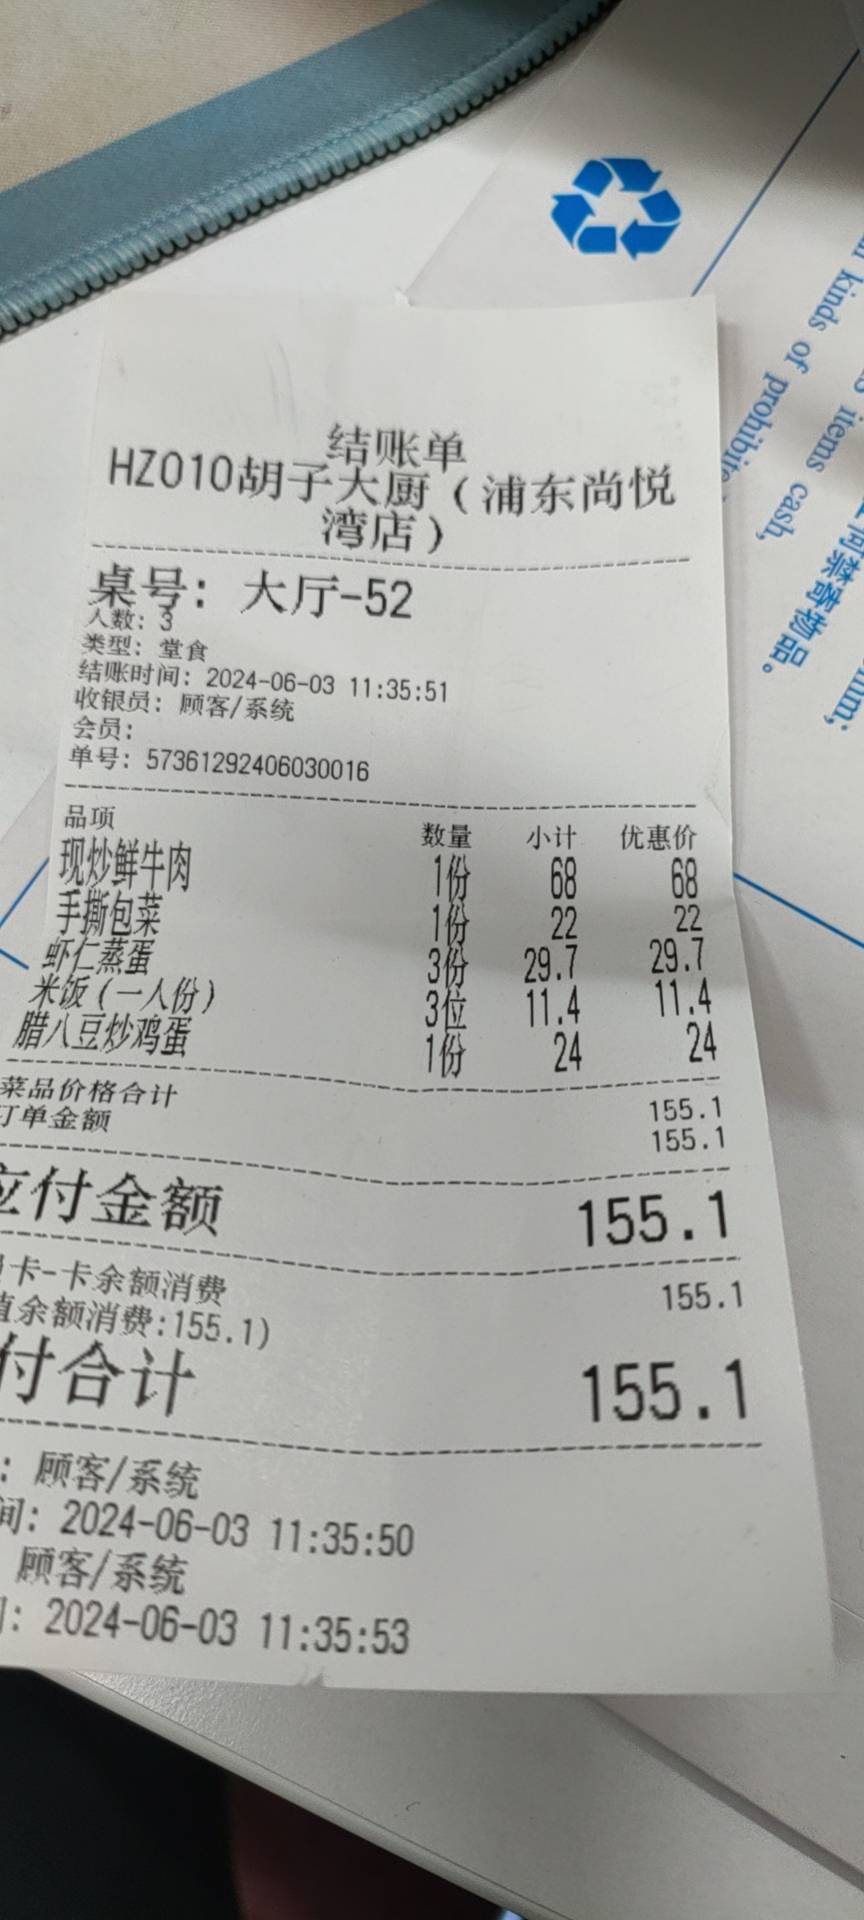 结账单
HZ010胡子大厨（浦东尚悦
湾店）
桌号：大厅-52
人数：3
类型：堂食
结账时间：2024-06-03 11:35:51
收银员：顾客/系统
会员：
单号：573612922406030016
品项 数量 小计 优惠价
现炒鲜牛肉 1份 68 68
手撕包菜 1份 22 22
虾仁蒸蛋 3份 29.7 29.7
米饭（一人份） 3位 11.4 11.4
腊八豆炒鸡蛋 1份 24 24
菜品价格合计 155.1
订单金额 155.1
应付金额 155.1
卡-卡余额消费 155.1
值余额消费:155.1)
付合计 155.1
：顾客/系统
间：2024-06-03 11:35:50
顾客/系统
：2024-06-03 11:35:53
kinds of prohibite
items cash,
禁寄物品。
mm;